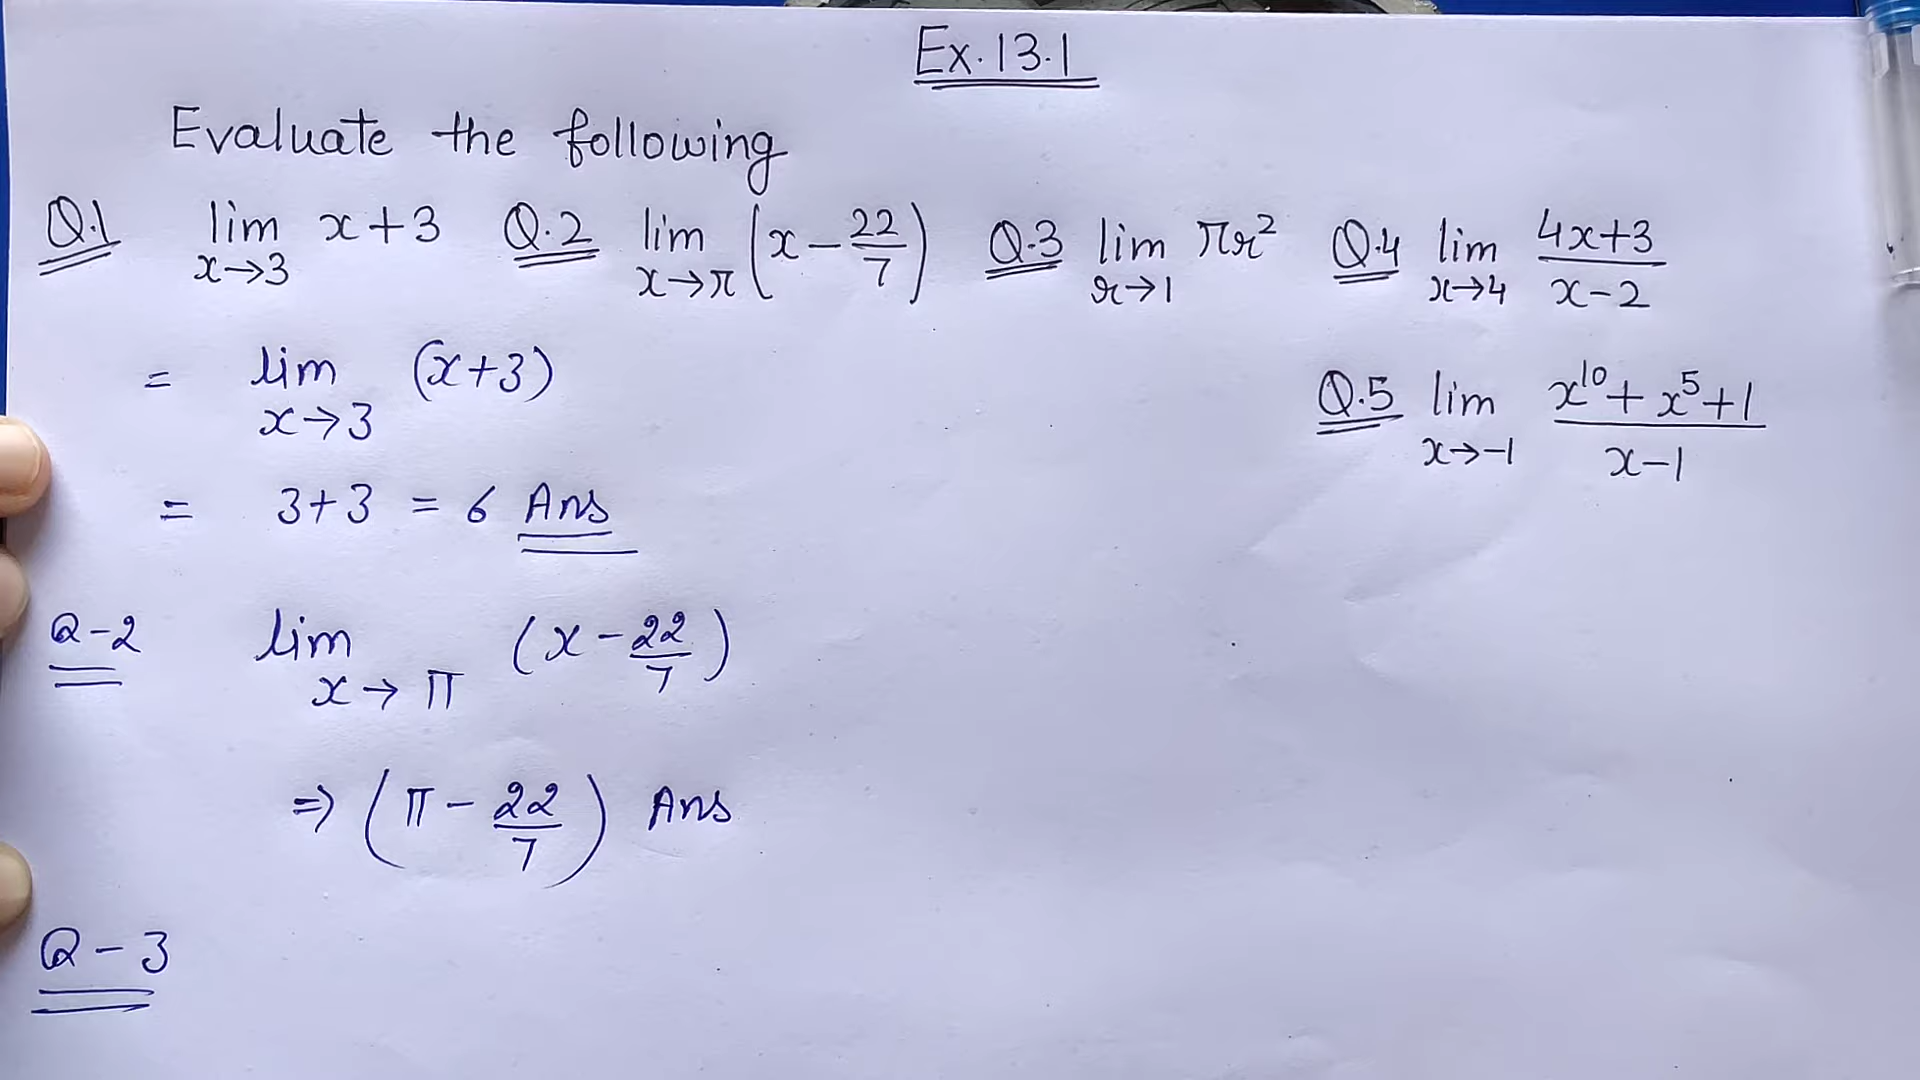 Ex. 13.1
Evaluate the following
Q.1 lim x→3 x+3 Q.2 lim x→π (x − 22/7) Q.3 lim r→1 πr² Q.4 lim x→4 4x+3/x−2
= lim x→3 (x+3)
Q.5 lim x→−1 x¹⁰+x⁵+1/x−1
= 3+3 = 6 Ans
Q-2 lim x→π (x − 22/7)
⇒ (π − 22/7) Ans
Q-3